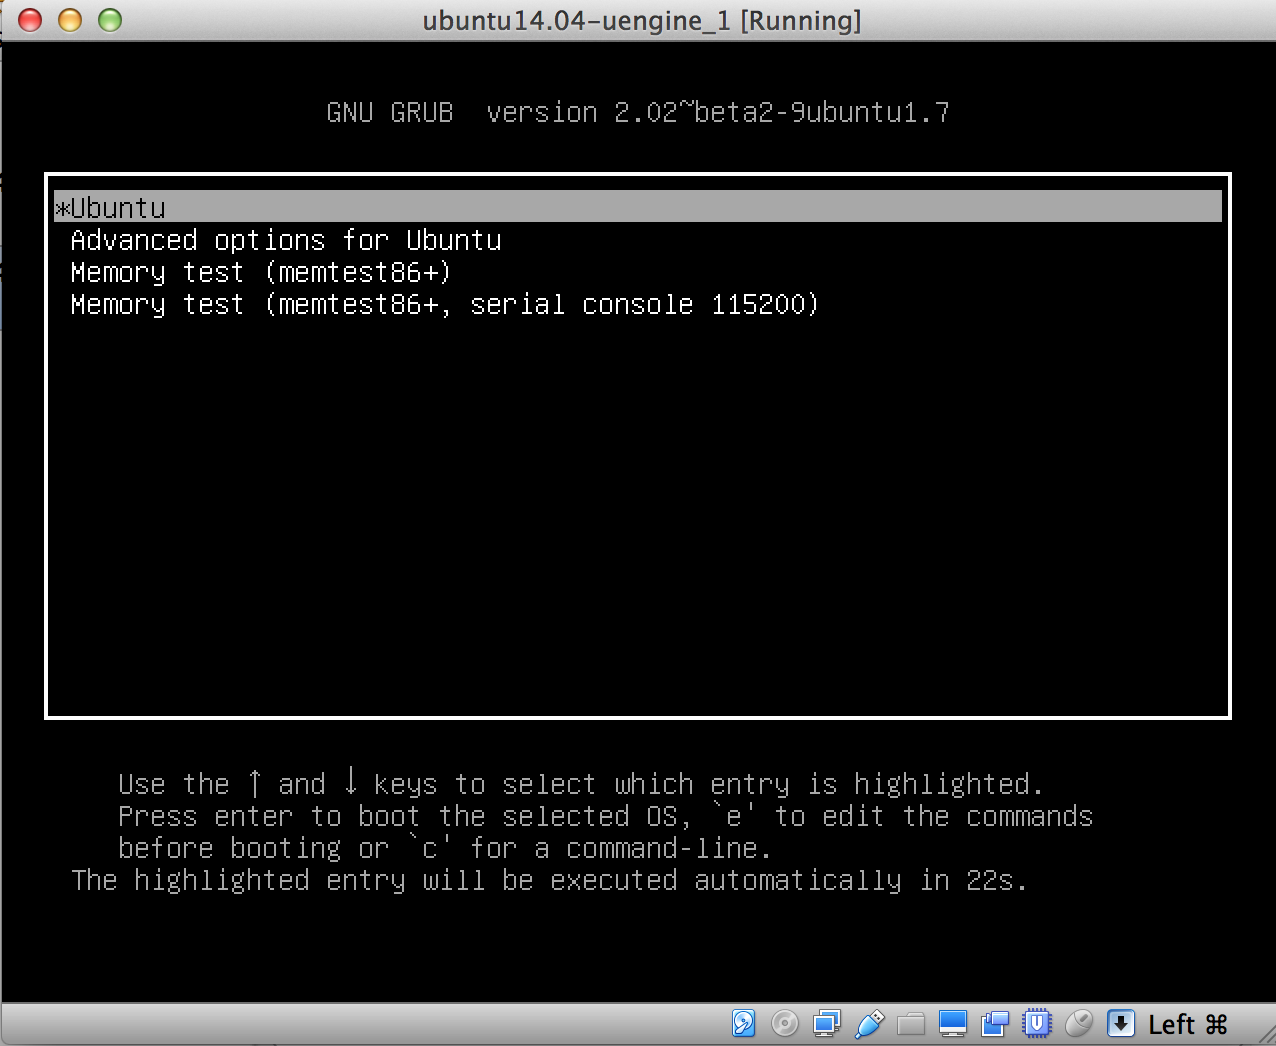 ubuntu14.04-uengine_1 [Running]
GNU GRUB  version 2.02~beta2-9ubuntu1.7
*Ubuntu
Advanced options for Ubuntu
Memory test (memtest86+)
Memory test (memtest86+, serial console 115200)
Use the ↑ and ↓ keys to select which entry is highlighted.
Press enter to boot the selected OS, `e' to edit the commands
before booting or `c' for a command-line.
The highlighted entry will be executed automatically in 22s.
Left ⌘